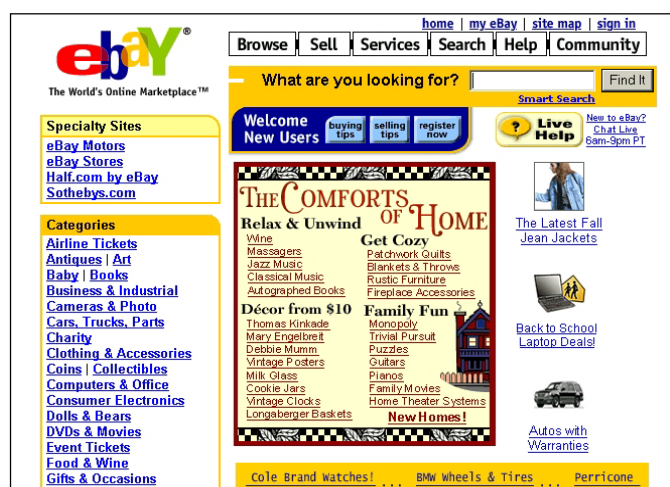 home | my eBay | site map | sign in
ebaY®
Browse Sell Services Search Help Community
The World's Online Marketplace™
What are you looking for? Find It
Smart Search
Welcome
New Users
buying
tips
selling
tips
register
now
Live
Help
New to eBay?
Chat Live
6am-9pm PT
Specialty Sites
eBay Motors
eBay Stores
Half.com by eBay
Sothebys.com
Categories
Airline Tickets
Antiques | Art
Baby | Books
Business & Industrial
Cameras & Photo
Cars, Trucks, Parts
Charity
Clothing & Accessories
Coins | Collectibles
Computers & Office
Consumer Electronics
Dolls & Bears
DVDs & Movies
Event Tickets
Food & Wine
Gifts & Occasions
THE COMFORTS
OF HOME
Relax & Unwind
Wine
Massagers
Jazz Music
Classical Music
Autographed Books
Get Cozy
Patchwork Quilts
Blankets & Throws
Rustic Furniture
Fireplace Accessories
Décor from $10
Thomas Kinkade
Mary Engelbreit
Debbie Mumm
Vintage Posters
Milk Glass
Cookie Jars
Vintage Clocks
Longaberger Baskets
Family Fun
Monopoly
Trivial Pursuit
Puzzles
Guitars
Pianos
Family Movies
Home Theater Systems
New Homes!
The Latest Fall
Jean Jackets
Back to School
Laptop Deals!
Autos with
Warranties
Cole Brand Watches! ... BMW Wheels & Tires ... Perricone